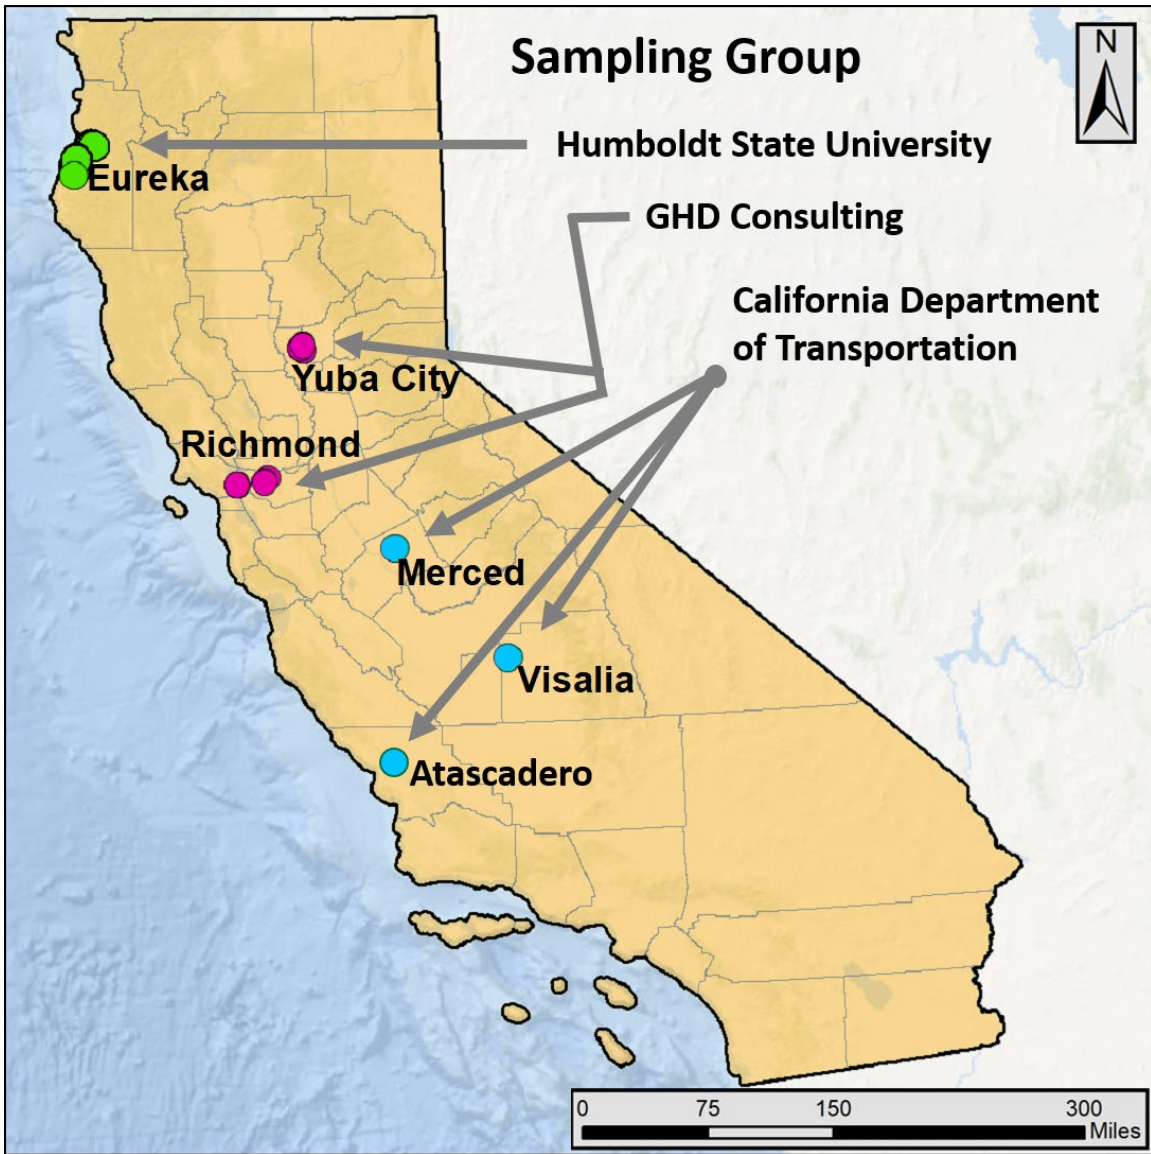 Sampling Group
N
Humboldt State University
Eureka
GHD Consulting
California Department
of Transportation
Yuba City
Richmond
Merced
Visalia
Atascadero
0 75 150 300
Miles